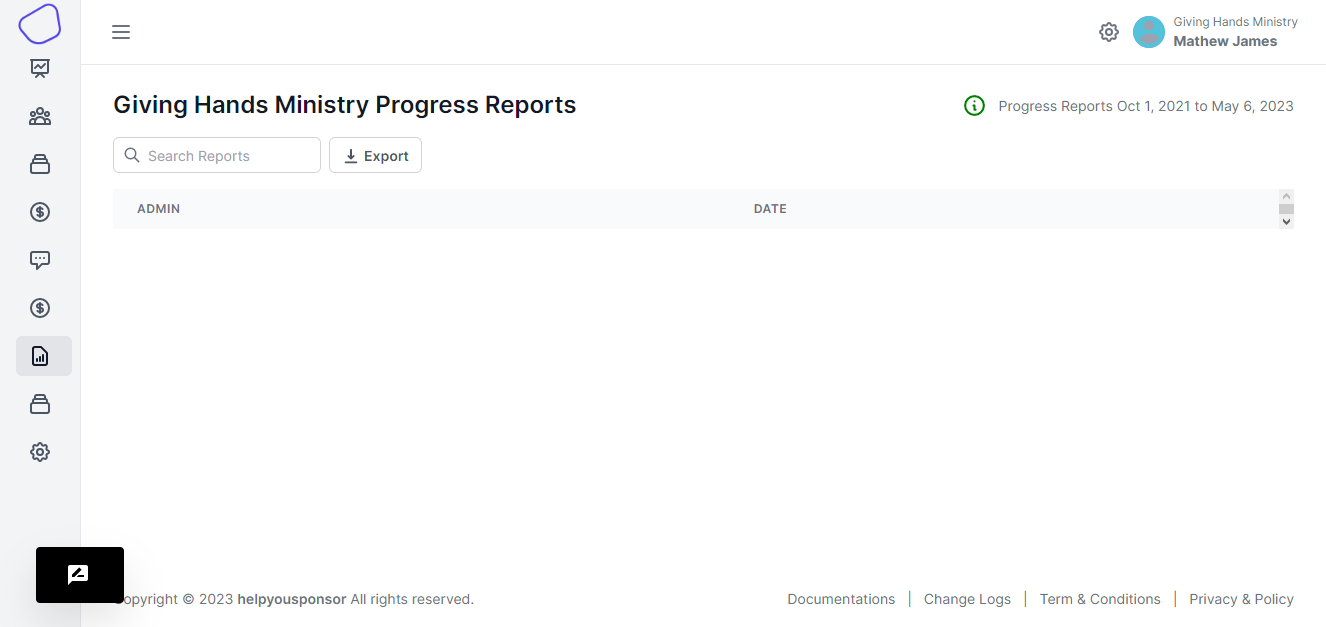 Giving Hands Ministry
Mathew James
Giving Hands Ministry Progress Reports
Progress Reports Oct 1, 2021 to May 6, 2023
Search Reports
Export
ADMIN
DATE
opyright © 2023 helpyousponsor All rights reserved.
Documentations | Change Logs | Term & Conditions | Privacy & Policy